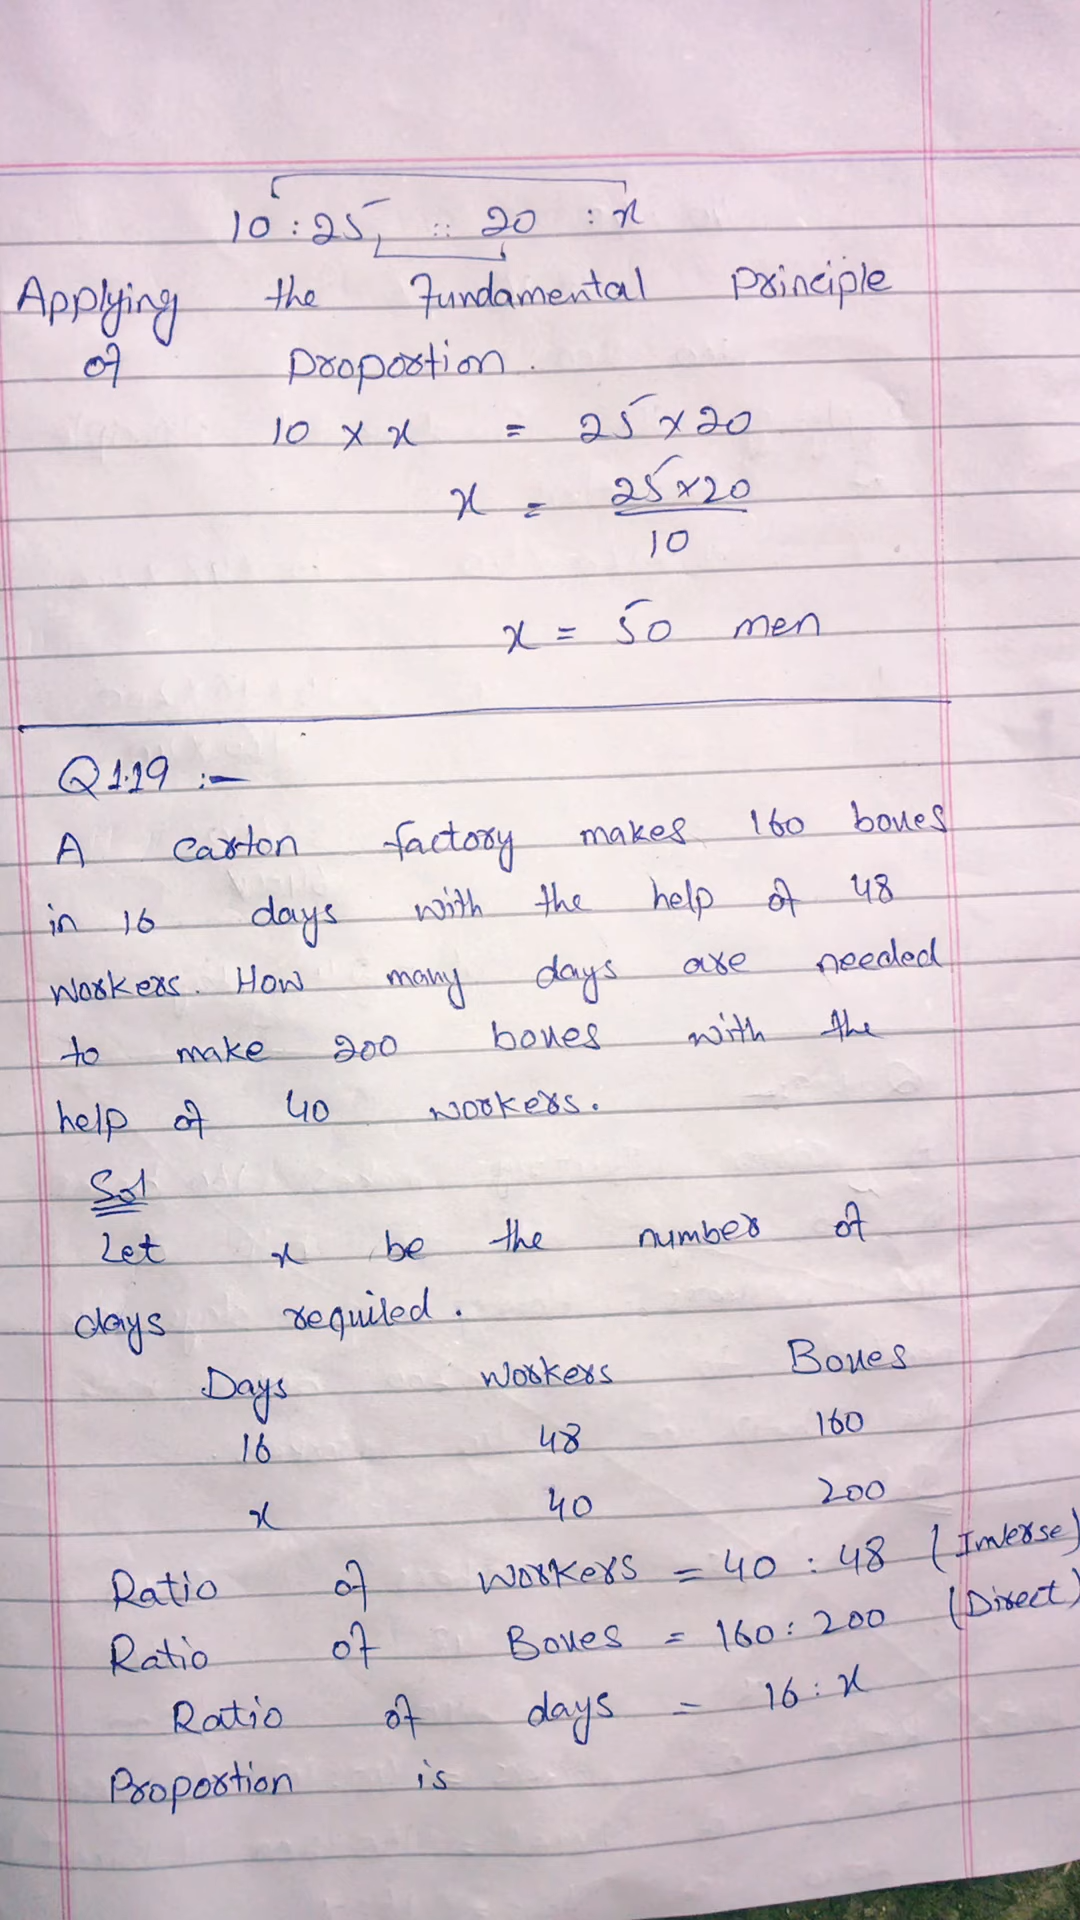 10 : 25 :: 20 : x
Applying the Fundamental Principle
of Proportion.
10 × x = 25 × 20
x = 25×20
10
x = 50 men
Q1.19 :-
A carton factory makes 160 boxes
in 16 days with the help of 48
workers. How many days are needed
to make 200 boxes with the
help of 40 workers.
Sol
Let x be the number of
days required.
Days Workers Boxes
16 48 160
x 40 200
Ratio of workers = 40 : 48 (Inverse)
Ratio of Boxes = 160 : 200 (Direct)
Ratio of days = 16 : x
Proportion is